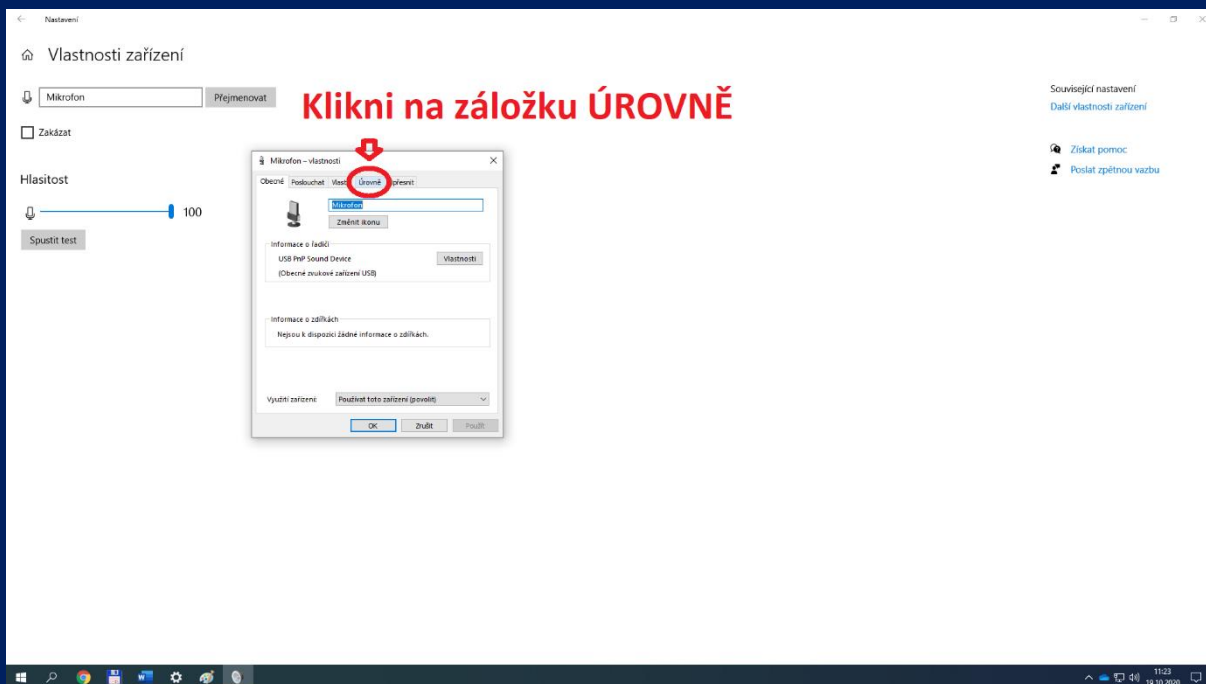 Nastavení
Vlastnosti zařízení
Mikrofon
Přejmenovat
Zakázat
Hlasitost
100
Spustit test
Klikni na záložku ÚROVNĚ
Mikrofon – vlastnosti
Obecné Poslouchat Úrovně
Mikrofon
Změnit ikonu
Informace o řadiči
USB PnP Sound Device
Vlastnosti
(Obecné zvukové zařízení USB)
Informace o zdířkách
Nejsou k dispozici žádné informace o zdířkách.
Využití zařízení:
Používat toto zařízení (povolit)
OK Zrušit Použít
Související nastavení
Další vlastnosti zařízení
Získat pomoc
Poslat zpětnou vazbu
11:23
19.10.2020